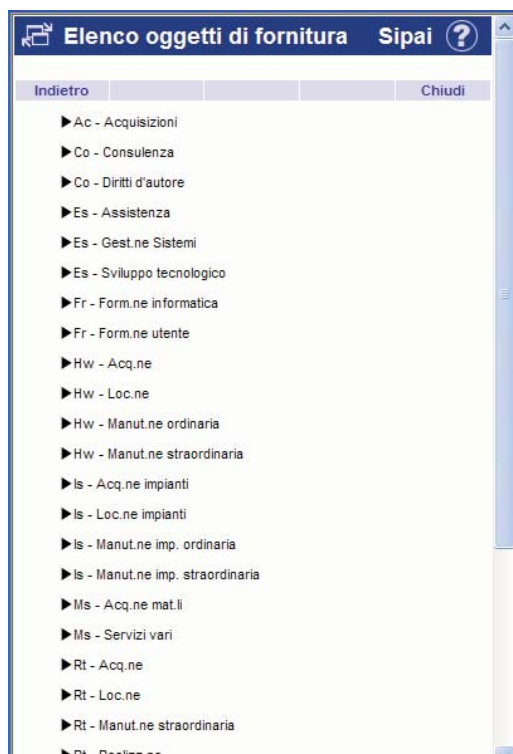 Elenco oggetti di fornitura Sipai ?
Indietro Chiudi
Ac - Acquisizioni
Co - Consulenza
Co - Diritti d'autore
Es - Assistenza
Es - Gest.ne Sistemi
Es - Sviluppo tecnologico
Fr - Form.ne informatica
Fr - Form.ne utente
Hw - Acq.ne
Hw - Loc.ne
Hw - Manut.ne ordinaria
Hw - Manut.ne straordinaria
Is - Acq.ne impianti
Is - Loc.ne impianti
Is - Manut.ne imp. ordinaria
Is - Manut.ne imp. straordinaria
Ms - Acq.ne mat.li
Ms - Servizi vari
Rt - Acq.ne
Rt - Loc.ne
Rt - Manut.ne straordinaria